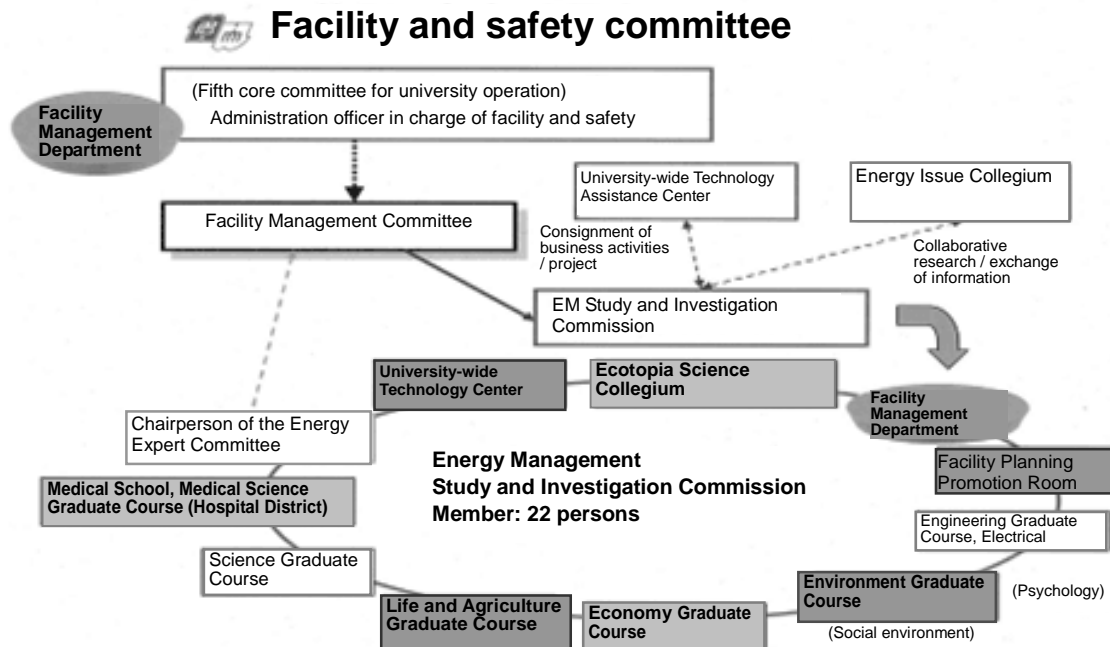 Facility and safety committee
(Fifth core committee for university operation)
Administration officer in charge of facility and safety
Facility
Management
Department
University-wide Technology
Assistance Center
Energy Issue Collegium
Facility Management Committee
Consignment of
business activities
/ project
Collaborative
research / exchange
of information
EM Study and Investigation
Commission
University-wide
Technology Center
Ecotopia Science
Collegium
Facility
Management
Department
Chairperson of the Energy
Expert Committee
Energy Management
Study and Investigation Commission
Member: 22 persons
Facility Planning
Promotion Room
Medical School, Medical Science
Graduate Course (Hospital District)
Engineering Graduate
Course, Electrical
Science Graduate
Course
Environment Graduate
Course
(Psychology)
Life and Agriculture
Graduate Course
Economy Graduate
Course
(Social environment)